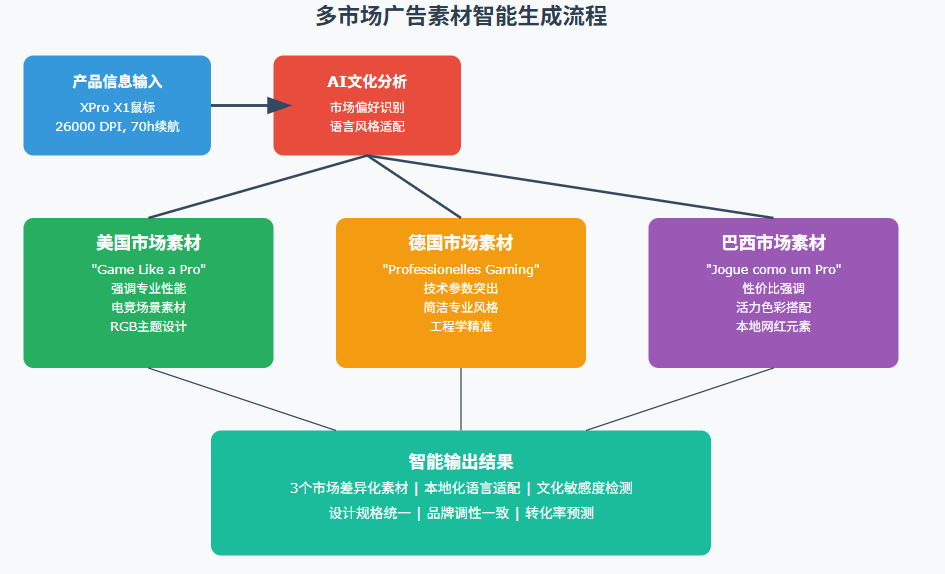 多市场广告素材智能生成流程
产品信息输入
XPro X1鼠标
26000 DPI, 70h续航
AI文化分析
市场偏好识别
语言风格适配
美国市场素材
"Game Like a Pro"
强调专业性能
电竞场景素材
RGB主题设计
德国市场素材
"Professionelles Gaming"
技术参数突出
简洁专业风格
工程学精准
巴西市场素材
"Jogue como um Pro"
性价比强调
活力色彩搭配
本地网红元素
智能输出结果
3个市场差异化素材 | 本地化语言适配 | 文化敏感度检测
设计规格统一 | 品牌调性一致 | 转化率预测